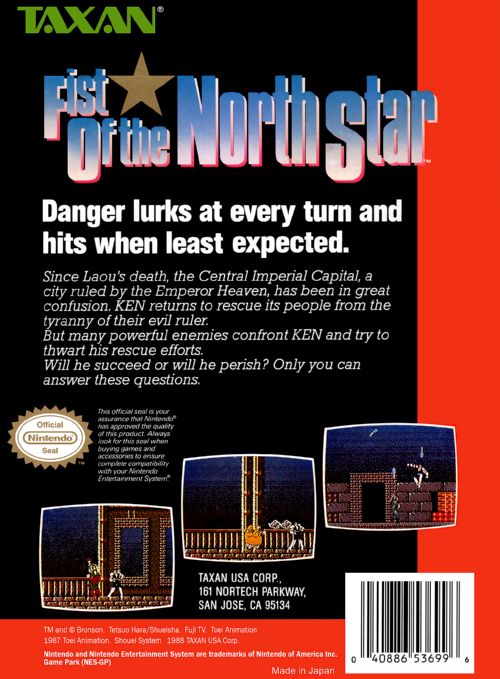 TAXAN®
Fist
Of the North Star™
Danger lurks at every turn and
hits when least expected.
Since Laou's death, the Central Imperial Capital, a
city ruled by the Emperor Heaven, has been in great
confusion. KEN returns to rescue its people from the
tyranny of their evil ruler.
But many powerful enemies confront KEN and try to
thwart his rescue efforts.
Will he succeed or will he perish? Only you can
answer these questions.
Official
Nintendo®
Seal
™
This official seal is your
assurance that Nintendo®
has approved the quality
of this product. Always
look for this seal when
buying games and
accessories to ensure
complete compatibility
with your Nintendo
Entertainment System®.
TAXAN USA CORP.,
161 NORTECH PARKWAY,
SAN JOSE, CA 95134
TM and © Bronson. Tetsuo Hara/Shueisha. Fuji TV. Toei Animation
1987 Toei Animation. Shouei System 1988 TAXAN USA Corp.
Nintendo and Nintendo Entertainment System are trademarks of Nintendo of America Inc.
Game Park (NES-GP)
Made in Japan
0 40886 53699 6